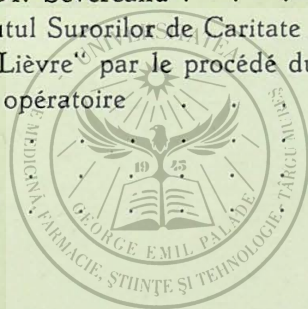 Dr. Severeanu
utul Surorilor de Caritate
Lièvre“ par le procédé du
opératoire
UNIVERSITATEA DE MEDICINĂ, FARMACIE, ȘTIINȚE ȘI TEHNOLOGIE, TÂRGU MUREȘ
19 45
GEORGE EMIL PALADE